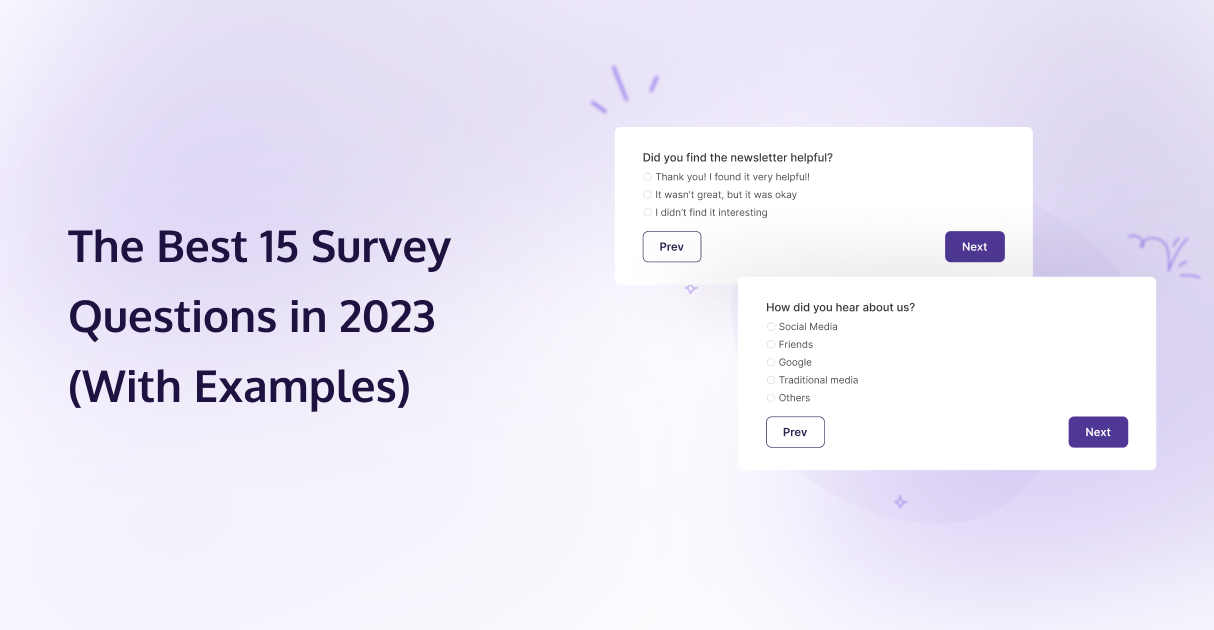 The Best 15 Survey
Questions in 2023
(With Examples)
Did you find the newsletter helpful?
Thank you! I found it very helpful!
It wasn't great, but it was okay
I didn't find it interesting
Prev
Next
How did you hear about us?
Social Media
Friends
Google
Traditional media
Others
Prev
Next